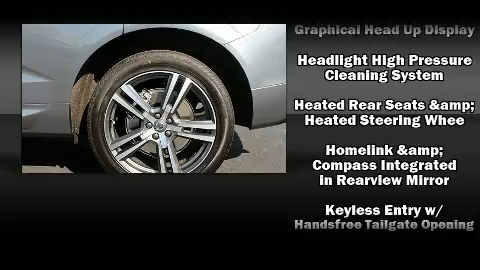 Graphical Head Up Display
Headlight High Pressure
Cleaning System
Heated Rear Seats &amp;
Heated Steering Whee
Homelink &amp;
Compass Integrated
in Rearview Mirror
Keyless Entry w/
Handsfree Tailgate Opening